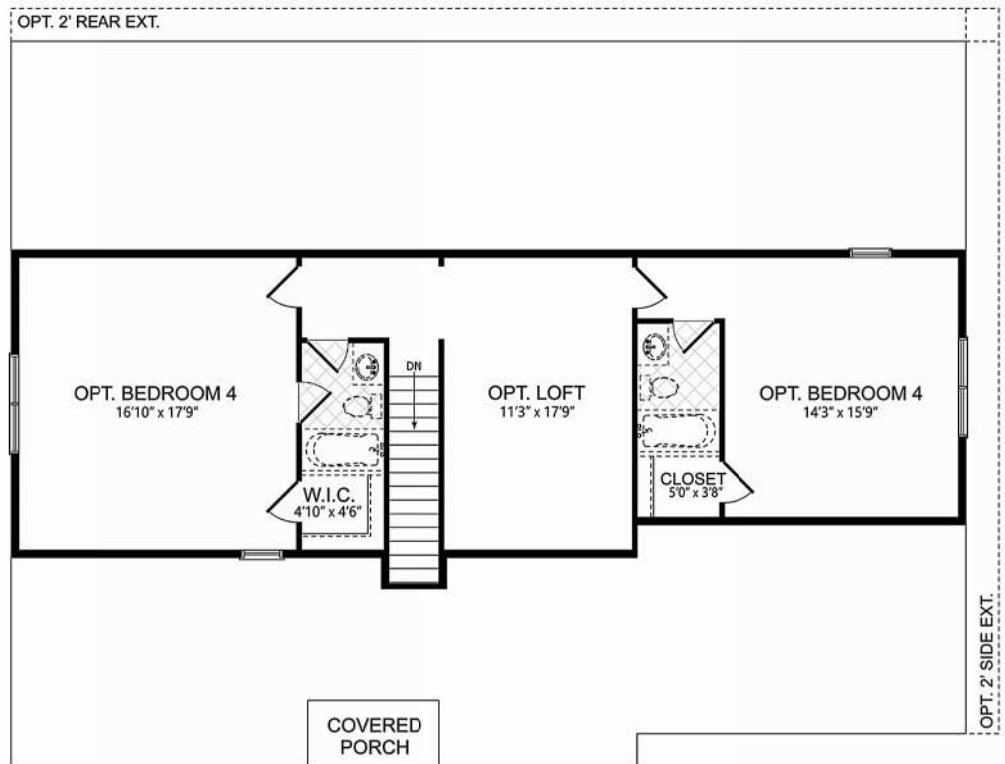 OPT. 2' REAR EXT.
DN
OPT. BEDROOM 4
16'10" x 17'9"
OPT. LOFT
11'3" x 17'9"
OPT. BEDROOM 4
14'3" x 15'9"
W.I.C.
4'10" x 4'6"
CLOSET
5'0" x 3'8"
OPT. 2' SIDE EXT.
COVERED
PORCH